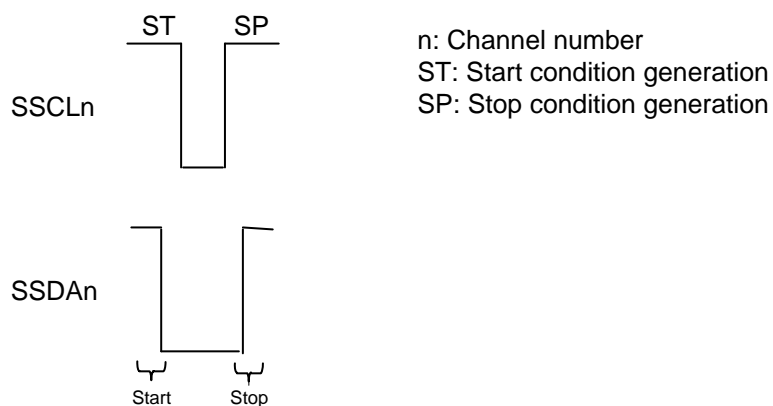 ST SP
SSCLn
n: Channel number
ST: Start condition generation
SP: Stop condition generation
SSDAn
Start Stop